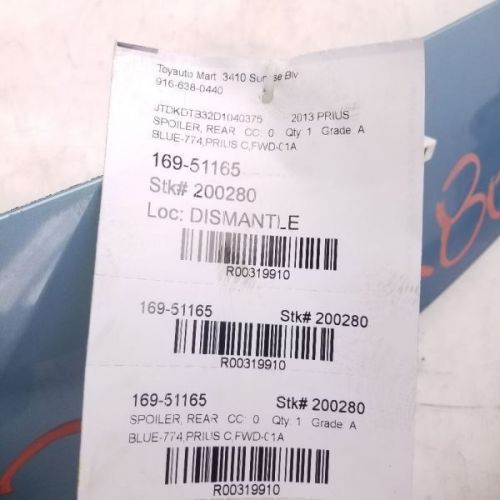 Toyauto Mart 3410 Sunrise Blv
916-638-0440
JTDKDTB32D1040375 2013 PRIUS
SPOILER, REAR CC: 0 Qty 1 Grade A
BLUE-774,PRIUS C,FWD-01A
169-51165
Stk# 200280
Loc: DISMANTLE
R00319910
169-51165 Stk# 200280
R00319910
169-51165 Stk# 200280
SPOILER, REAR CC: 0 Qty 1 Grade A
BLUE-774,PRIUS C,FWD-01A
R00319910